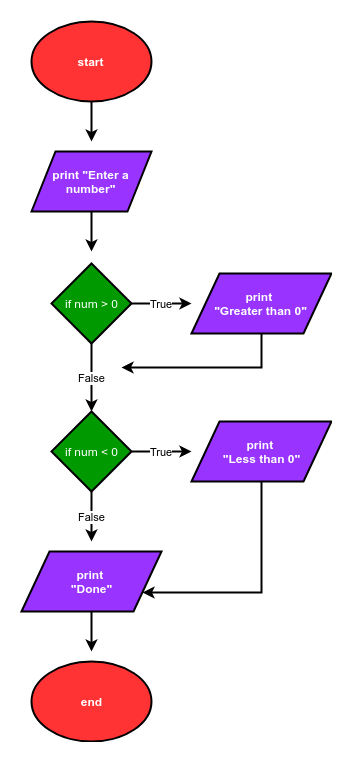 start
print "Enter a
number"
if num > 0
True
print
"Greater than 0"
False
if num < 0
True
print
"Less than 0"
False
print
"Done"
end